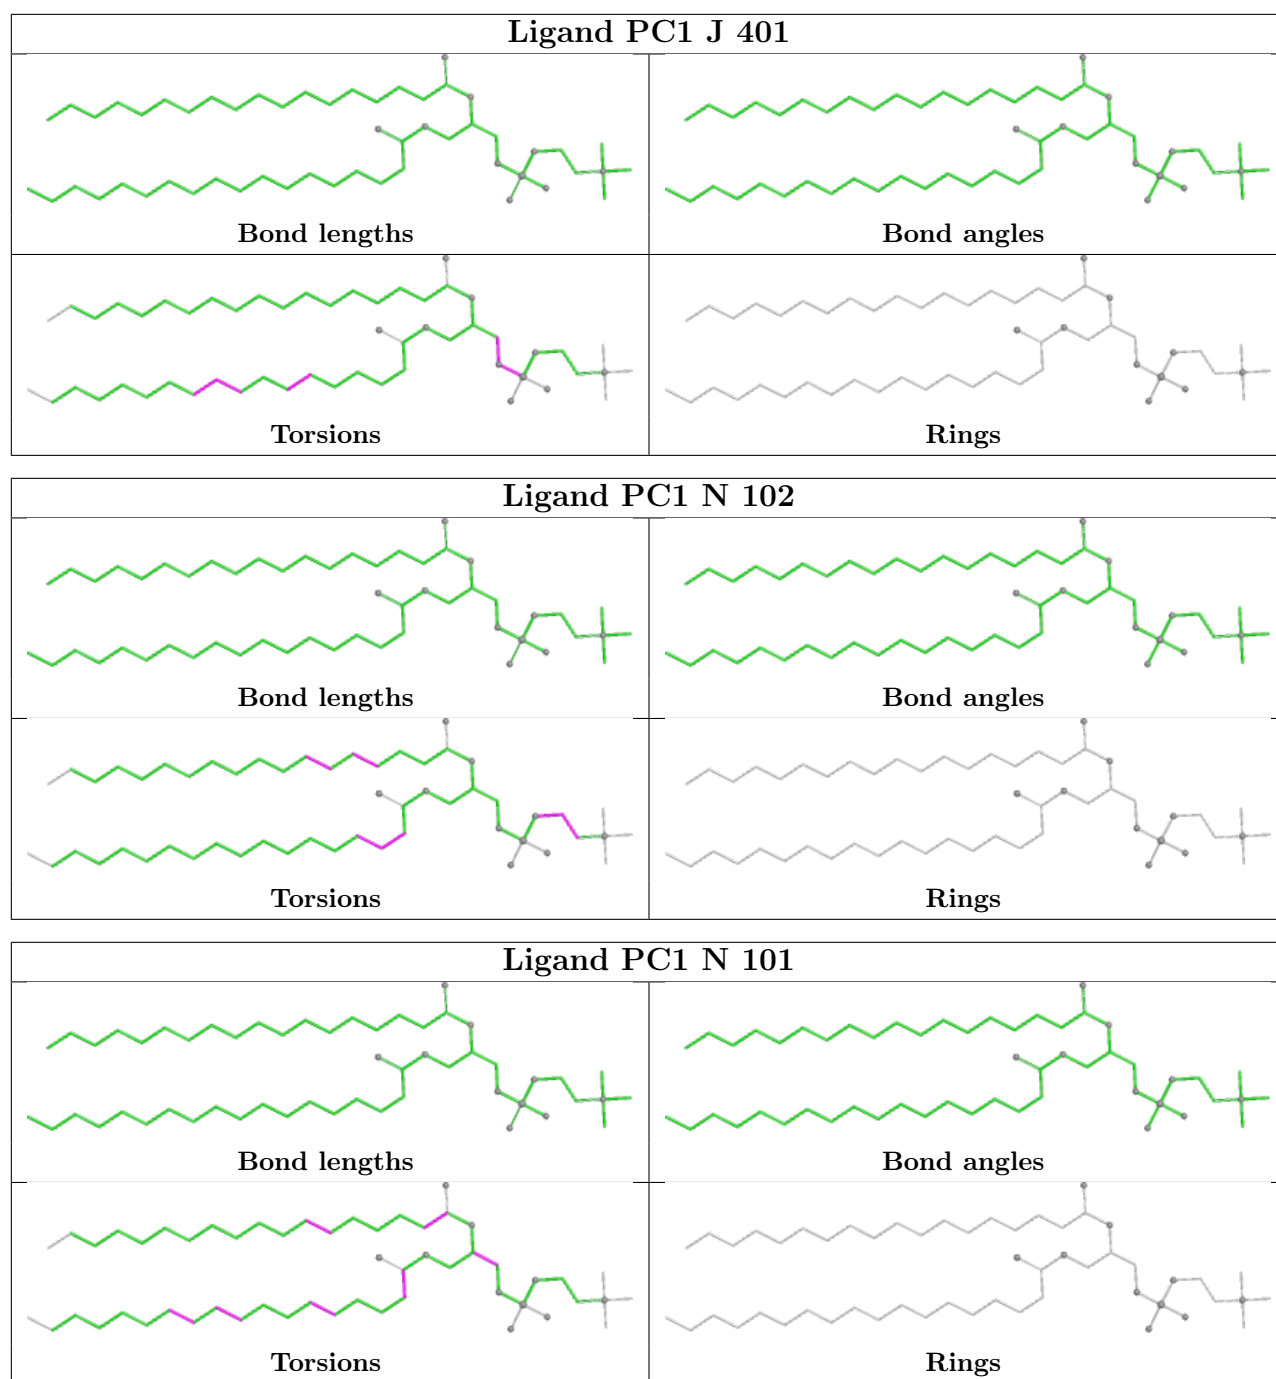 Ligand PC1 J 401
Bond lengths
Bond angles
Torsions
Rings
Ligand PC1 N 102
Bond lengths
Bond angles
Torsions
Rings
Ligand PC1 N 101
Bond lengths
Bond angles
Torsions
Rings